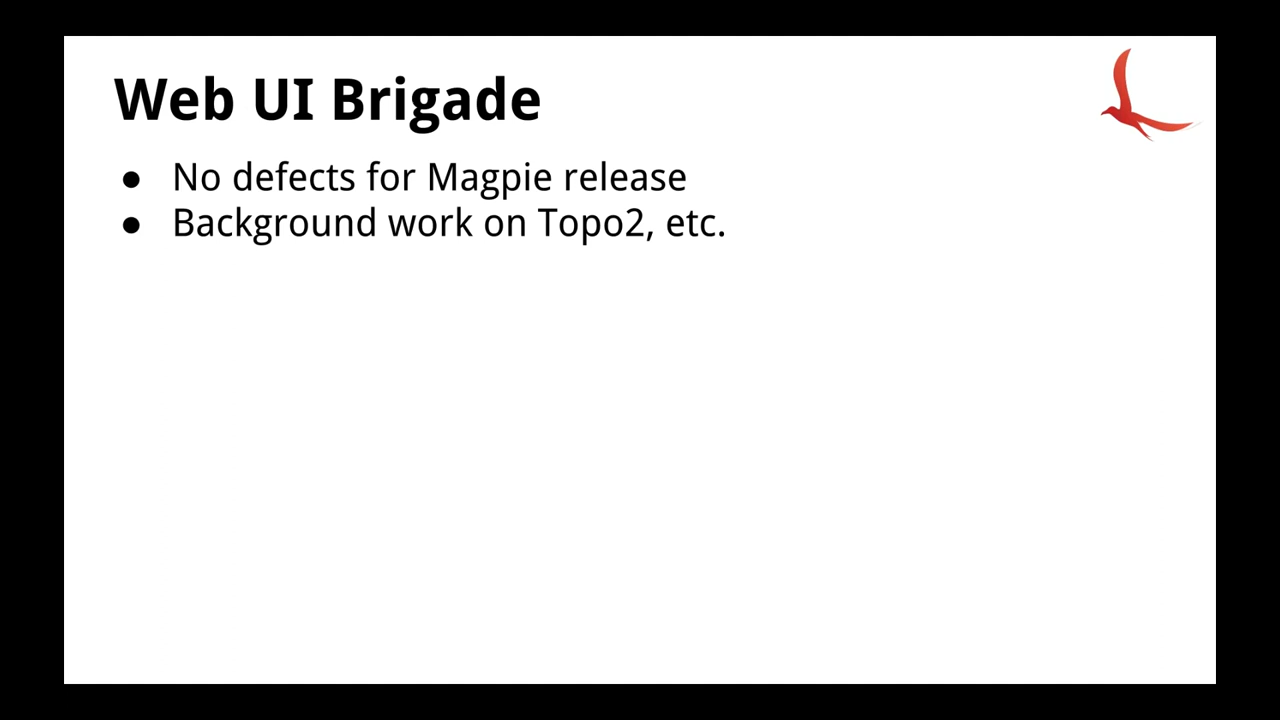 Web UI Brigade
● No defects for Magpie release
● Background work on Topo2, etc.